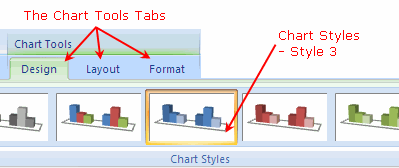 The Chart Tools Tabs
Chart Tools
Chart Styles
- Style 3
Design Layout Format
Chart Styles